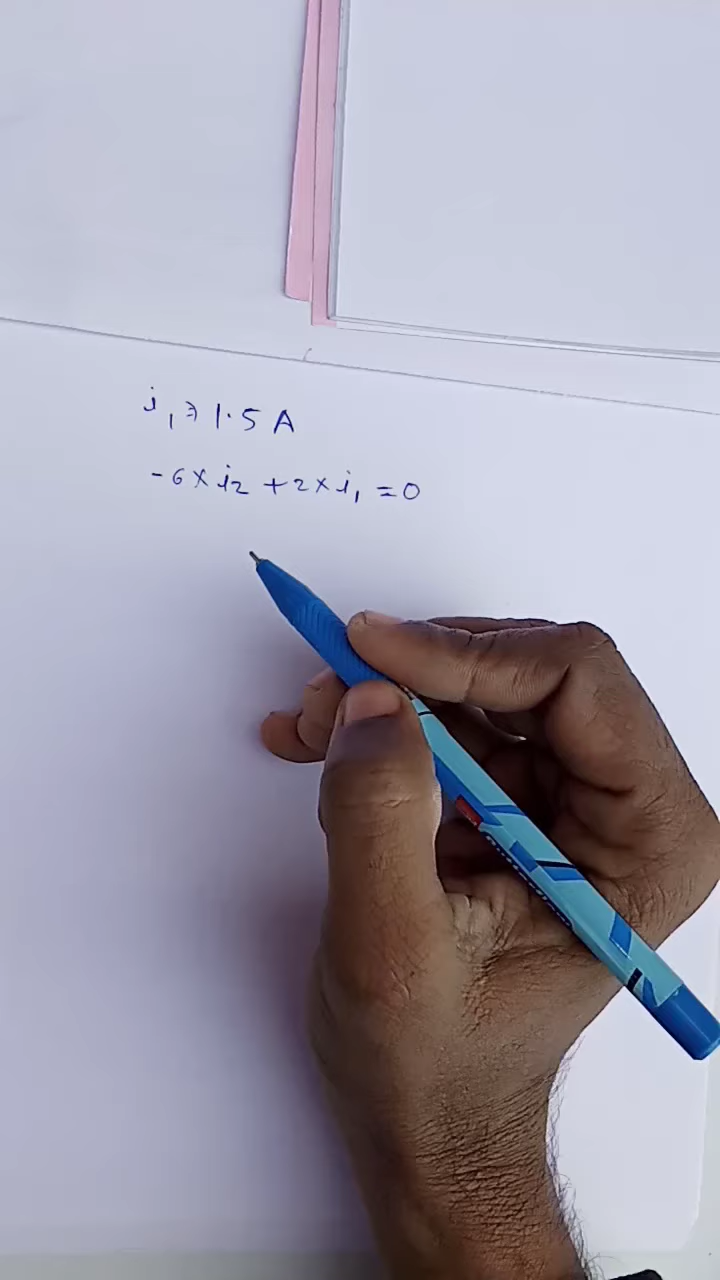 i₁ ⇒ 1.5 A
-6 × i₂ + 2 × i₁ = 0